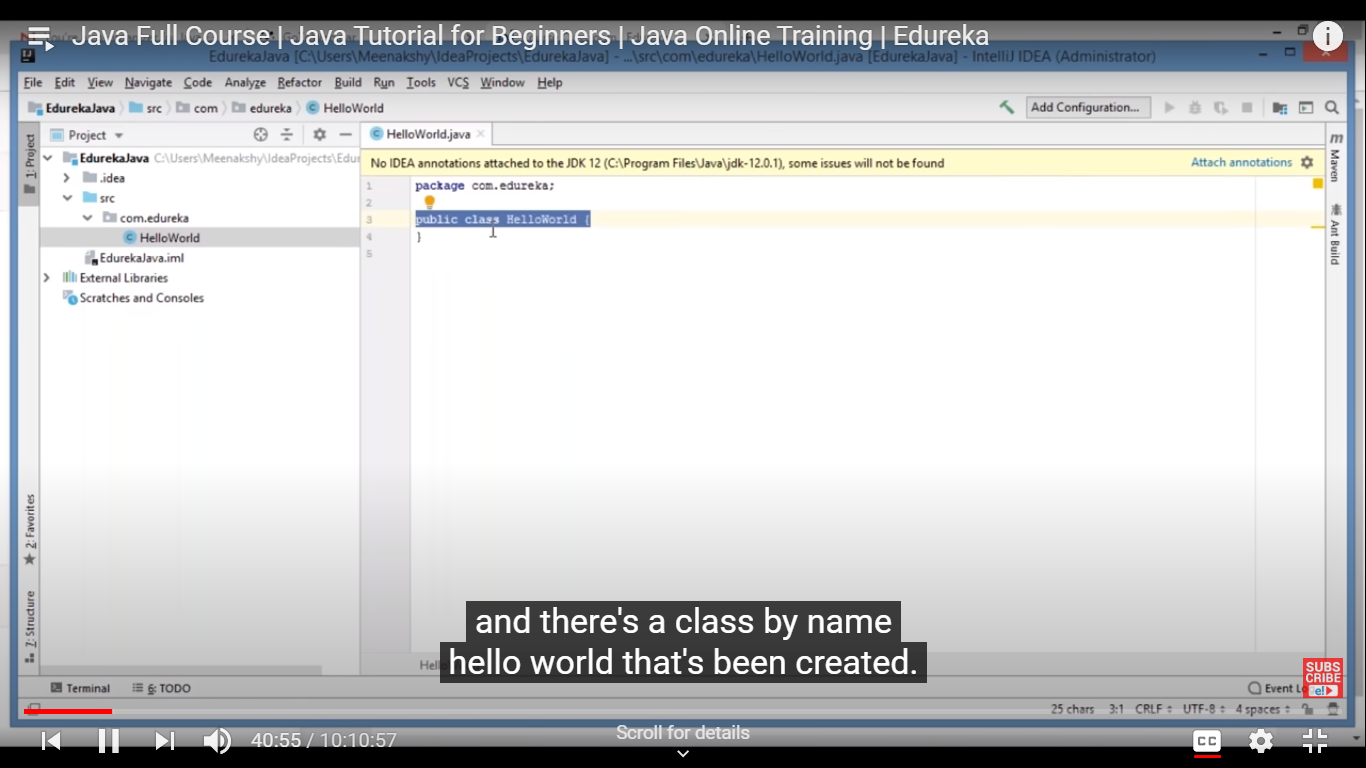 Java Full Course | Java Tutorial for Beginners | Java Online Training | Edureka
EdurekaJava [C:\Users\Meenakshy\IdeaProjects\EdurekaJava] - ...\src\com\edureka\HelloWorld.java [EdurekaJava] - IntelliJ IDEA (Administrator)
File Edit View Navigate Code Analyze Refactor Build Run Tools VCS Window Help
EdurekaJava src com edureka HelloWorld Add Configuration...
1: Project
Project
HelloWorld.java
EdurekaJava C:\Users\Meenakshy\IdeaProjects\Edu
.idea
src
com.edureka
HelloWorld
EdurekaJava.iml
External Libraries
Scratches and Consoles
No IDEA annotations attached to the JDK 12 (C:\Program Files\Java\jdk-12.0.1), some issues will not be found Attach annotations
1 package com.edureka;
2
3 public class HelloWorld {
4 }
5
Maven
Ant Build
2: Favorites
7: Structure
and there's a class by name
hello world that's been created.
SUBS
CRIBE
e!
Terminal 6: TODO Event
25 chars 3:1 CRLF UTF-8 4 spaces
40:55 / 10:10:57
Scroll for details
CC